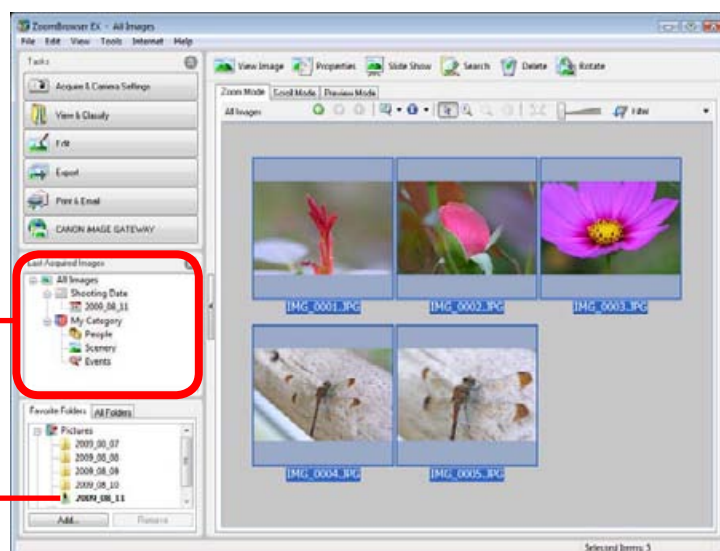 ZoomBrowser EX - All Images
File Edit View Tools Internet Help
Tasks
Acquire & Camera Settings
View & Classify
Edit
Export
Print & Email
CANON iMAGE GATEWAY
View Image Properties Slide Show Search Delete Rotate
Zoom Mode Scroll Mode Preview Mode
All Images Filter
IMG_0001.JPG IMG_0002.JPG IMG_0003.JPG
IMG_0004.JPG IMG_0005.JPG
Last Acquired Images
All Images
Shooting Date
2009_08_11
My Category
People
Scenery
Events
Favorite Folders All Folders
Pictures
2009_08_07
2009_08_08
2009_08_09
2009_08_10
2009_08_11
Add... Remove
Selected Items: 5